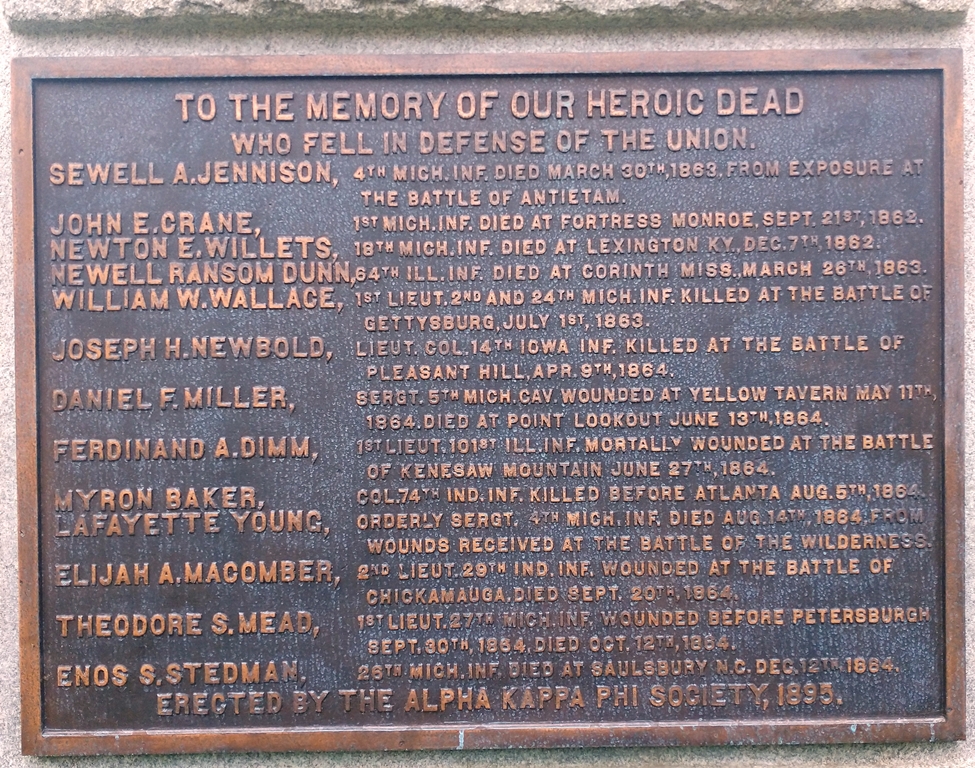 TO THE MEMORY OF OUR HEROIC DEAD
WHO FELL IN DEFENSE OF THE UNION.
SEWELL A. JENNISON, 4TH MICH. INF. DIED MARCH 30TH, 1863, FROM EXPOSURE AT
THE BATTLE OF ANTIETAM.
JOHN E. CRANE, 1ST MICH. INF. DIED AT FORTRESS MONROE, SEPT. 21ST, 1862.
NEWTON E. WILLETS, 18TH MICH. INF. DIED AT LEXINGTON KY, DEC. 7TH, 1862.
NEWELL RANSOM DUNN, 64TH ILL. INF. DIED AT CORINTH MISS. MARCH 26TH, 1863.
WILLIAM W. WALLACE, 1ST LIEUT. 2ND AND 24TH MICH. INF. KILLED AT THE BATTLE OF
GETTYSBURG, JULY 1ST, 1863.
JOSEPH H. NEWBOLD, LIEUT. COL. 14TH IOWA INF. KILLED AT THE BATTLE OF
PLEASANT HILL, APR. 9TH, 1864.
DANIEL F. MILLER, SERGT. 5TH MICH. CAV. WOUNDED AT YELLOW TAVERN MAY 11TH,
1864. DIED AT POINT LOOKOUT JUNE 13TH, 1864.
FERDINAND A. DIMM, 1ST LIEUT. 101ST ILL. INF. MORTALLY WOUNDED AT THE BATTLE
OF KENESAW MOUNTAIN JUNE 27TH, 1864.
MYRON BAKER, COL. 74TH IND. INF. KILLED BEFORE ATLANTA AUG. 5TH, 1864.
LAFAYETTE YOUNG, ORDERLY SERGT. 4TH MICH. INF. DIED AUG. 14TH, 1864, FROM
WOUNDS RECEIVED AT THE BATTLE OF THE WILDERNESS.
ELIJAH A. MACOMBER, 2ND LIEUT. 29TH IND. INF. WOUNDED AT THE BATTLE OF
CHICKAMAUGA. DIED SEPT. 20TH, 1864.
THEODORE S. MEAD, 1ST LIEUT. 27TH MICH. INF. WOUNDED BEFORE PETERSBURGH
SEPT. 30TH, 1864, DIED OCT. 12TH, 1864.
ENOS S. STEDMAN, 26TH MICH. INF. DIED AT SAULSBURY N.C. DEC. 12TH 1864.
ERECTED BY THE ALPHA KAPPA PHI SOCIETY, 1895.